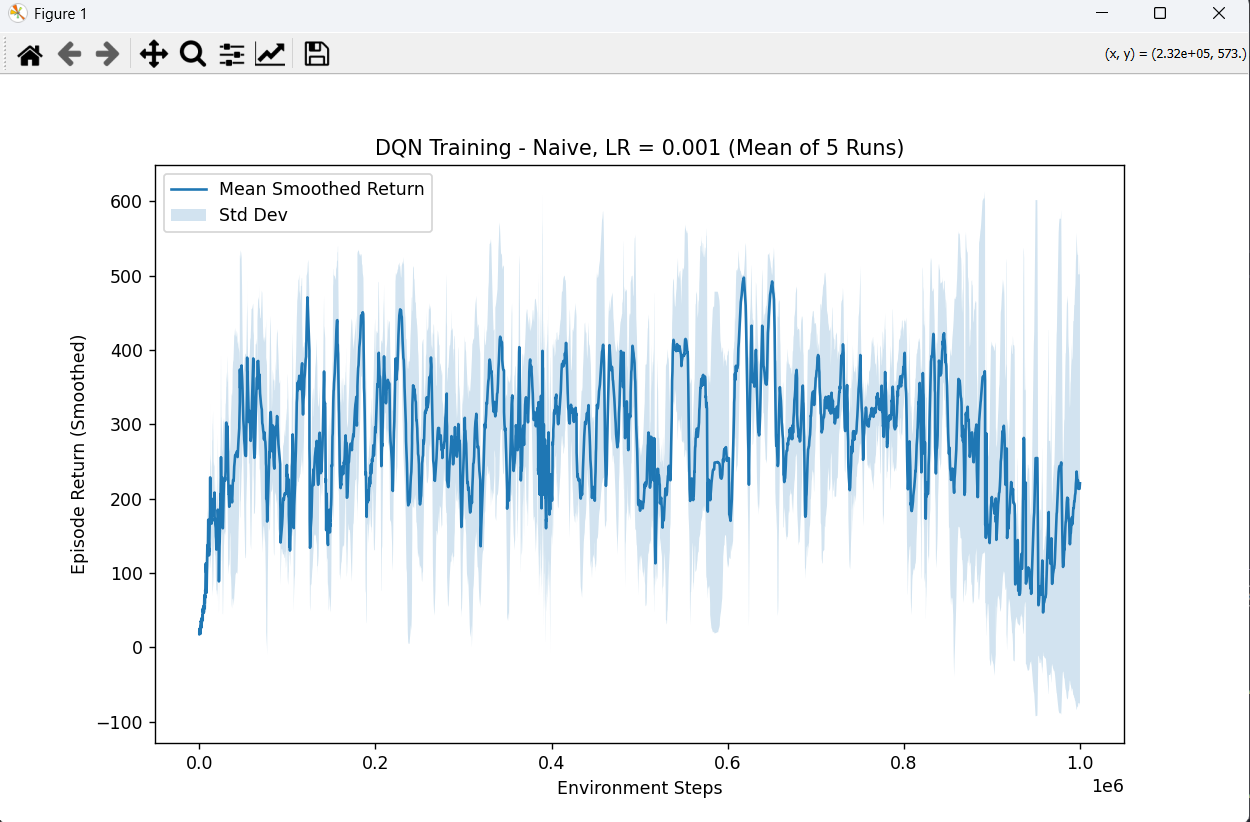 Figure 1
(x, y) = (2.32e+05, 573.)
DQN Training - Naive, LR = 0.001 (Mean of 5 Runs)
Mean Smoothed Return
Std Dev
Episode Return (Smoothed)
600
500
400
300
200
100
0
−100
0.0 0.2 0.4 0.6 0.8 1.0
1e6
Environment Steps